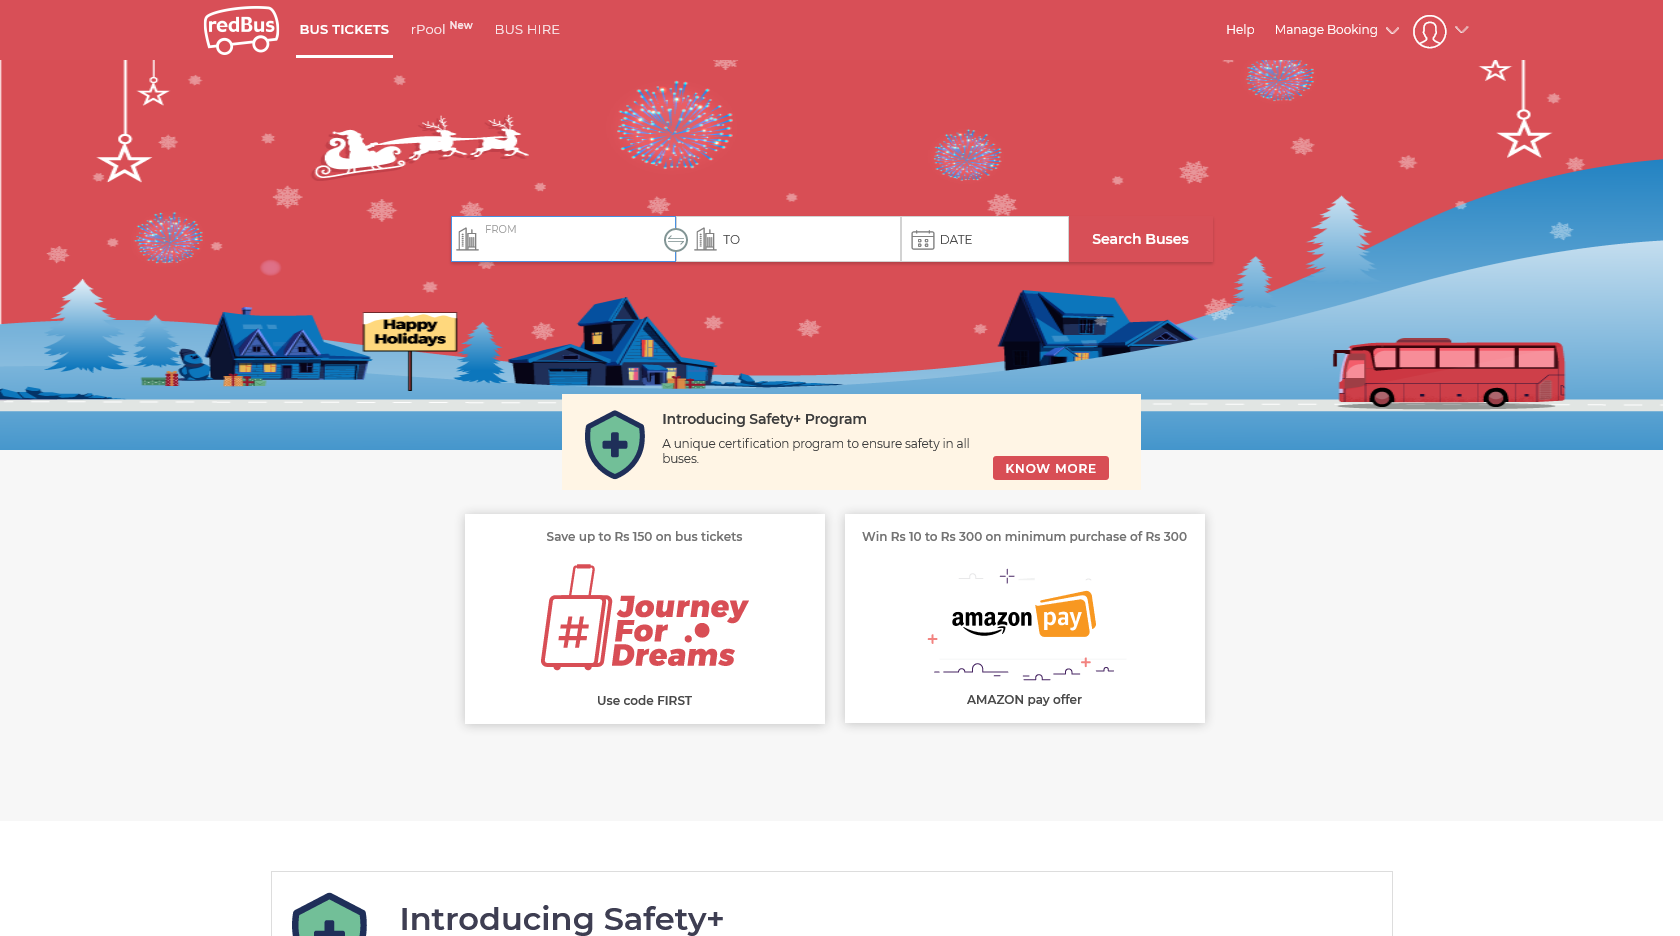 redBus
BUS TICKETS
rPool New
BUS HIRE
Help
Manage Booking
FROM
TO
DATE
Search Buses
Happy
Holidays
Introducing Safety+ Program
A unique certification program to ensure safety in all
buses.
KNOW MORE
Save up to Rs 150 on bus tickets
# Journey
For
Dreams
Use code FIRST
Win Rs 10 to Rs 300 on minimum purchase of Rs 300
amazon pay
AMAZON pay offer
Introducing Safety+